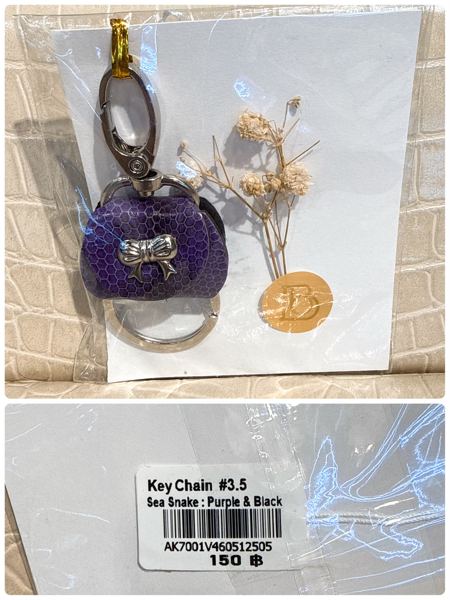 B
Key Chain #3.5
Sea Snake : Purple & Black
AK7001V460512505
150 ฿